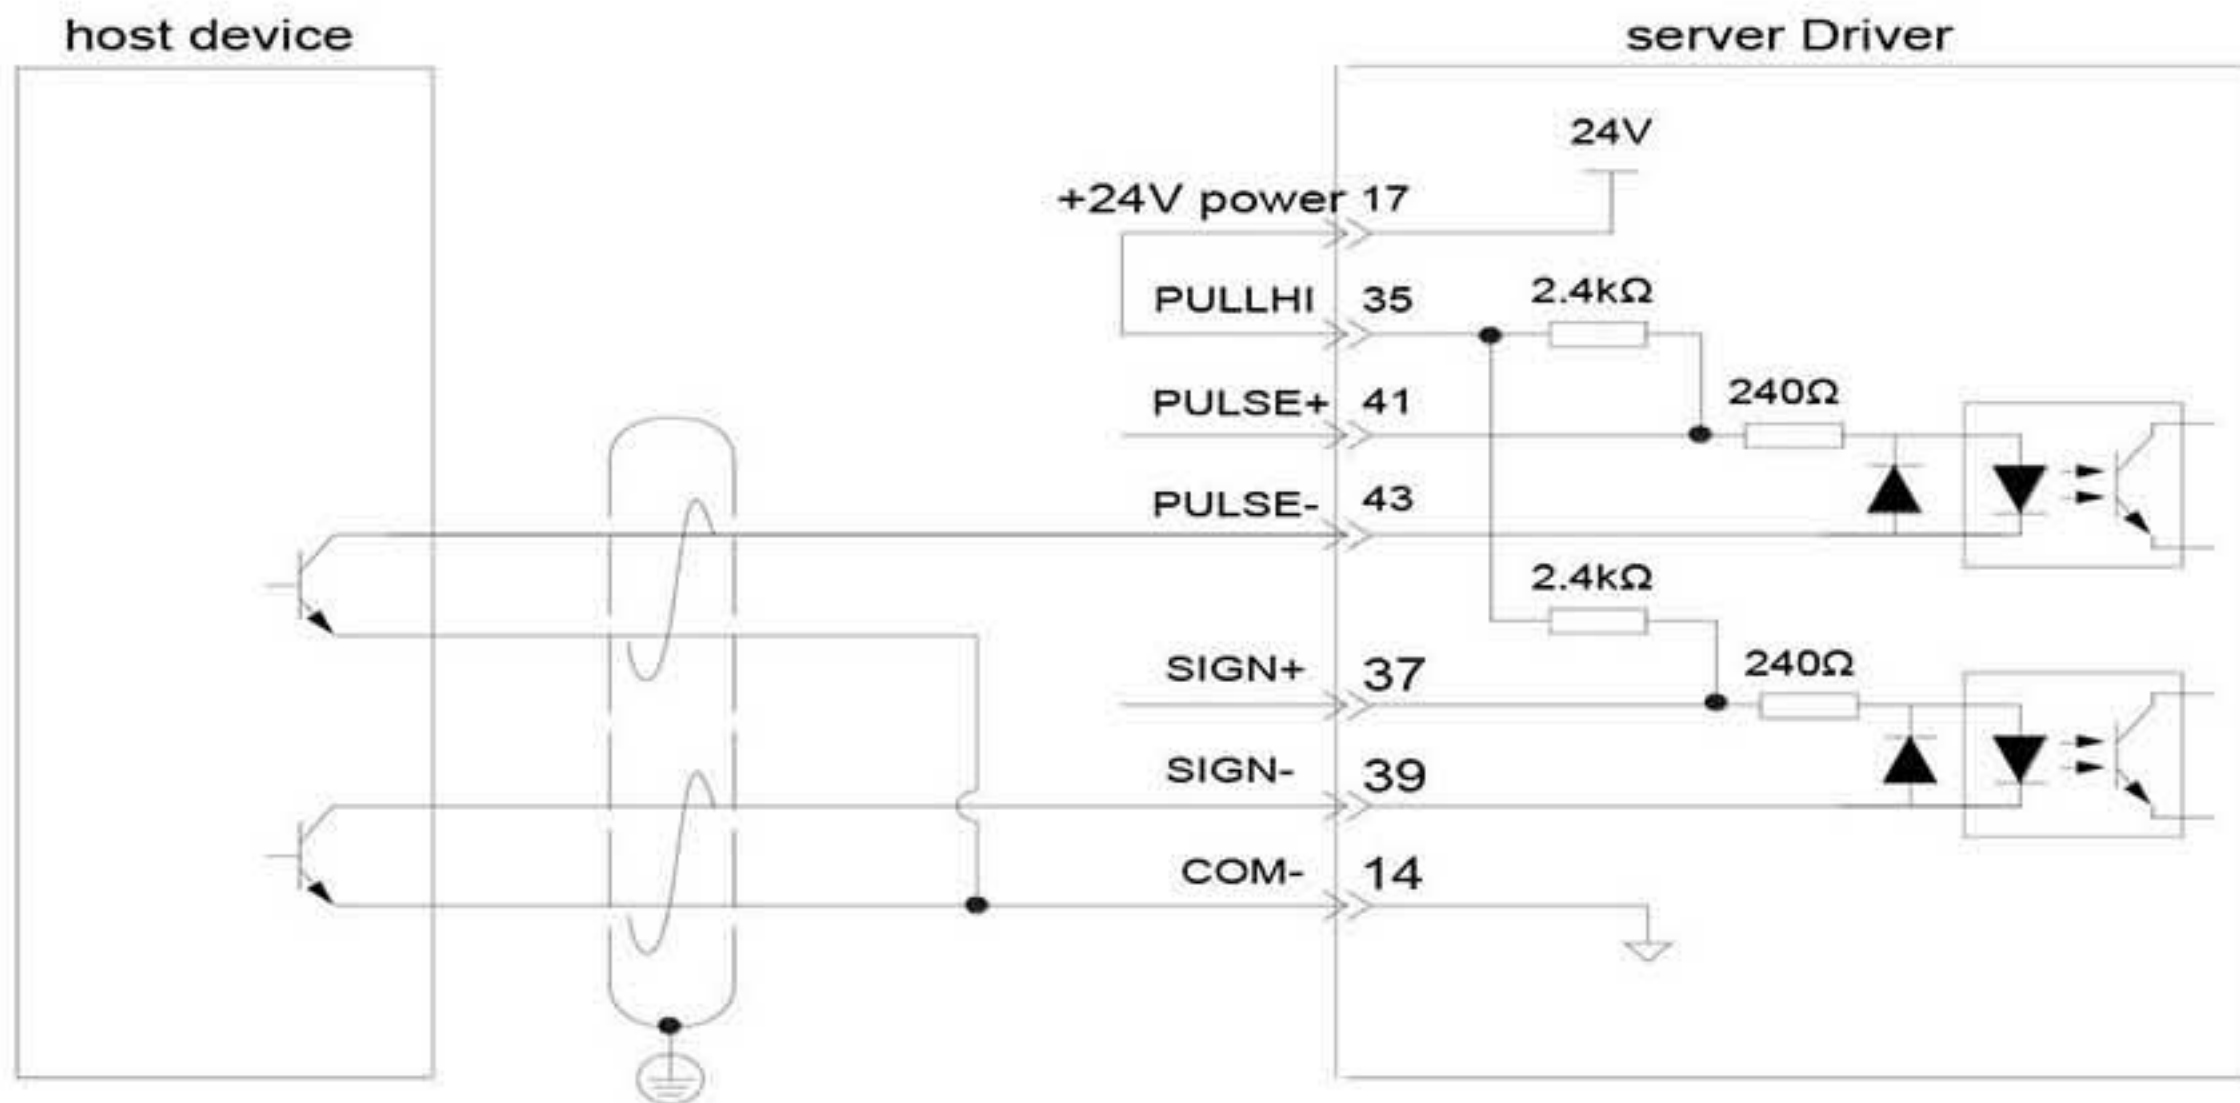 host device
server Driver
24V
+24V power 17
PULLHI 35
2.4kΩ
PULSE+ 41
240Ω
PULSE- 43
2.4kΩ
SIGN+ 37
240Ω
SIGN- 39
COM- 14